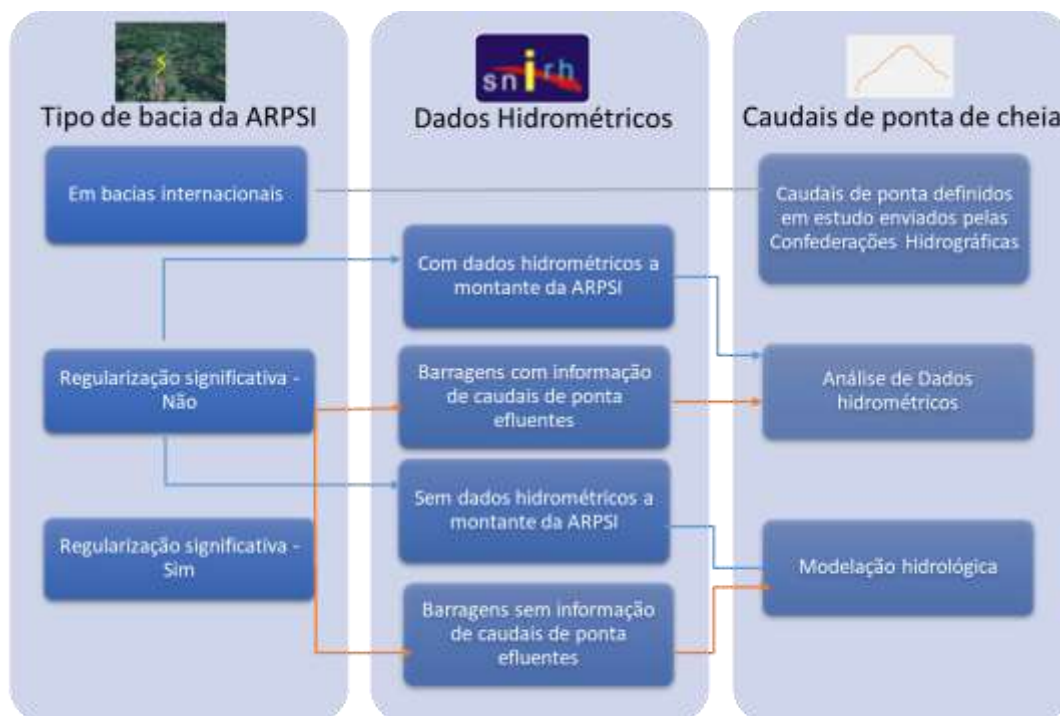 Tipo de bacia da ARPSI
Em bacias internacionais
Regularização significativa -
Não
Regularização significativa -
Sim
snirh
Dados Hidrométricos
Com dados hidrométricos a
montante da ARPSI
Barragens com informação
de caudais de ponta
efluentes
Sem dados hidrométricos a
montante da ARPSI
Barragens sem informação
de caudais de ponta
efluentes
Caudais de ponta de cheia
Caudais de ponta definidos
em estudo enviados pelas
Confederações Hidrográficas
Análise de Dados
hidrométricos
Modelação hidrológica